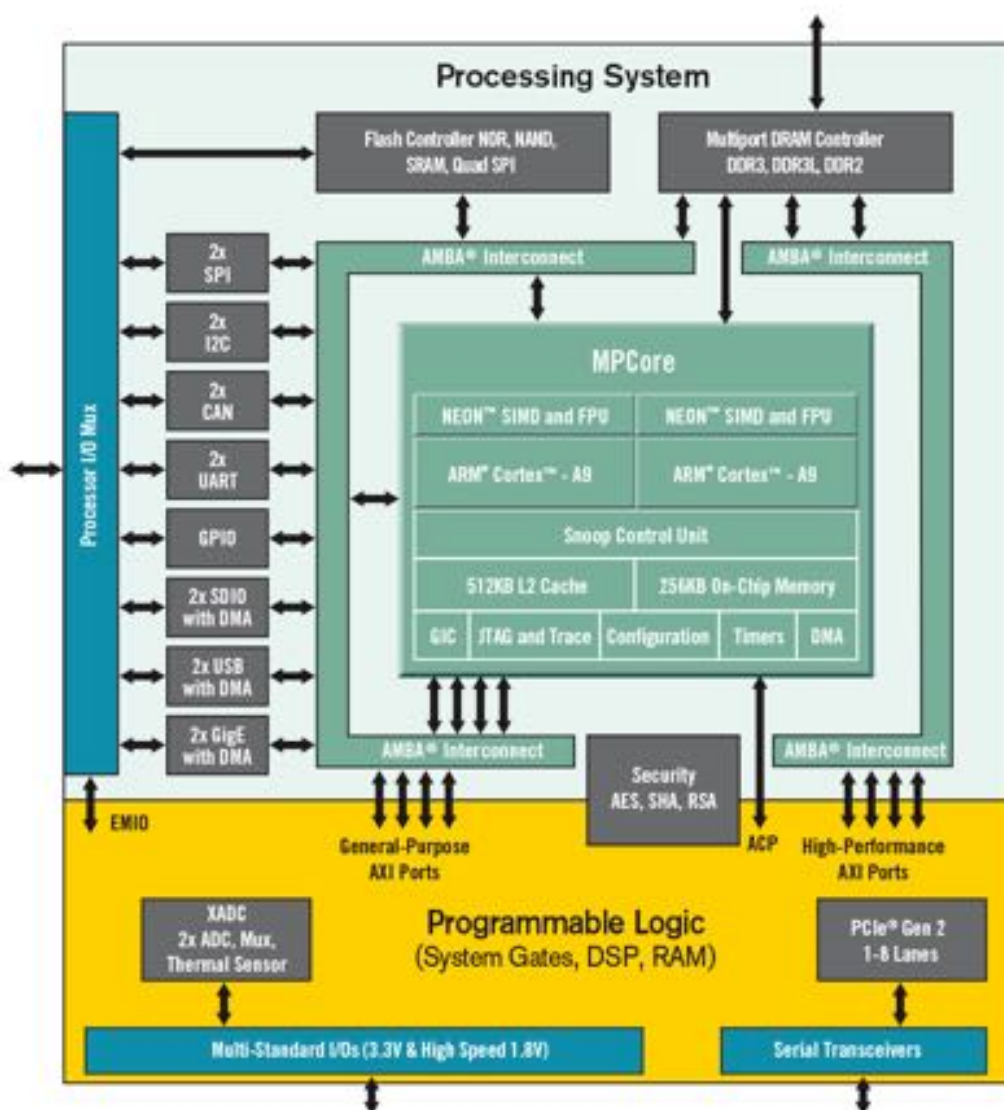 Processing System
Flash Controller NOR, NAND,
SRAM, Quad SPI
Multiport DRAM Controller
DDR3, DDR3L, DDR2
Processor I/O Mux
2x
SPI
2x
I2C
2x
CAN
2x
UART
GPIO
2x SDIO
with DMA
2x USB
with DMA
2x GigE
with DMA
AMBA® Interconnect
AMBA® Interconnect
MPCore
NEON™ SIMD and FPU
NEON™ SIMD and FPU
ARM® Cortex™ - A9
ARM® Cortex™ - A9
Snoop Control Unit
512KB L2 Cache
256KB On-Chip Memory
GIC
JTAG and Trace
Configuration
Timers
DMA
AMBA® Interconnect
AMBA® Interconnect
Security
AES, SHA, RSA
EMIO
General-Purpose
AXI Ports
ACP
High-Performance
AXI Ports
XADC
2x ADC, Mux,
Thermal Sensor
Programmable Logic
(System Gates, DSP, RAM)
PCIe® Gen 2
1-8 Lanes
Multi-Standard I/Os (3.3V & High Speed 1.8V)
Serial Transceivers